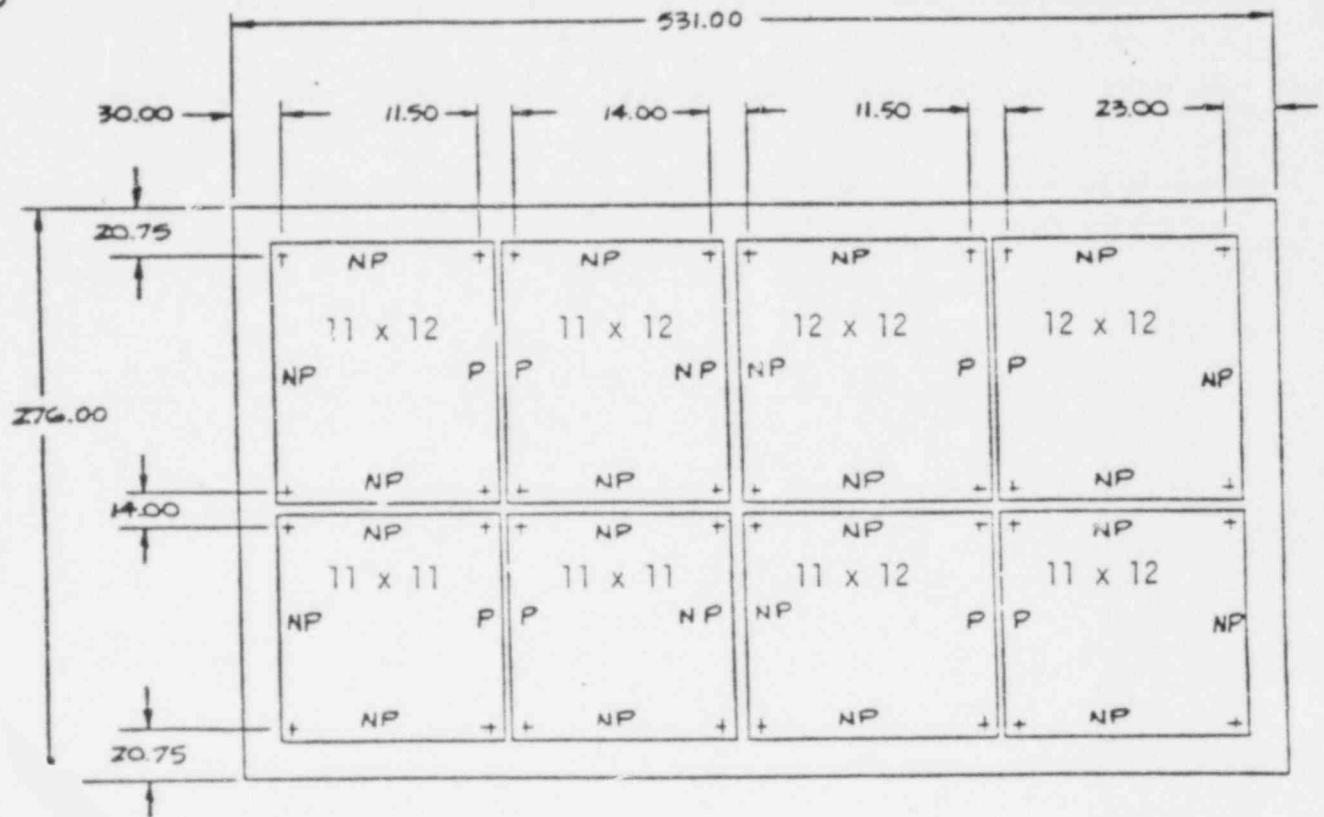 531.00
30.00 11.50 14.00 11.50 23.00
20.75
NP NP NP NP
11 x 12 11 x 12 12 x 12 12 x 12
NP P P NP NP P P NP
276.00
NP NP NP NP
14.00
NP NP NP NP
11 x 11 11 x 11 11 x 12 11 x 12
NP P P NP NP P P NP
NP NP NP NP
20.75